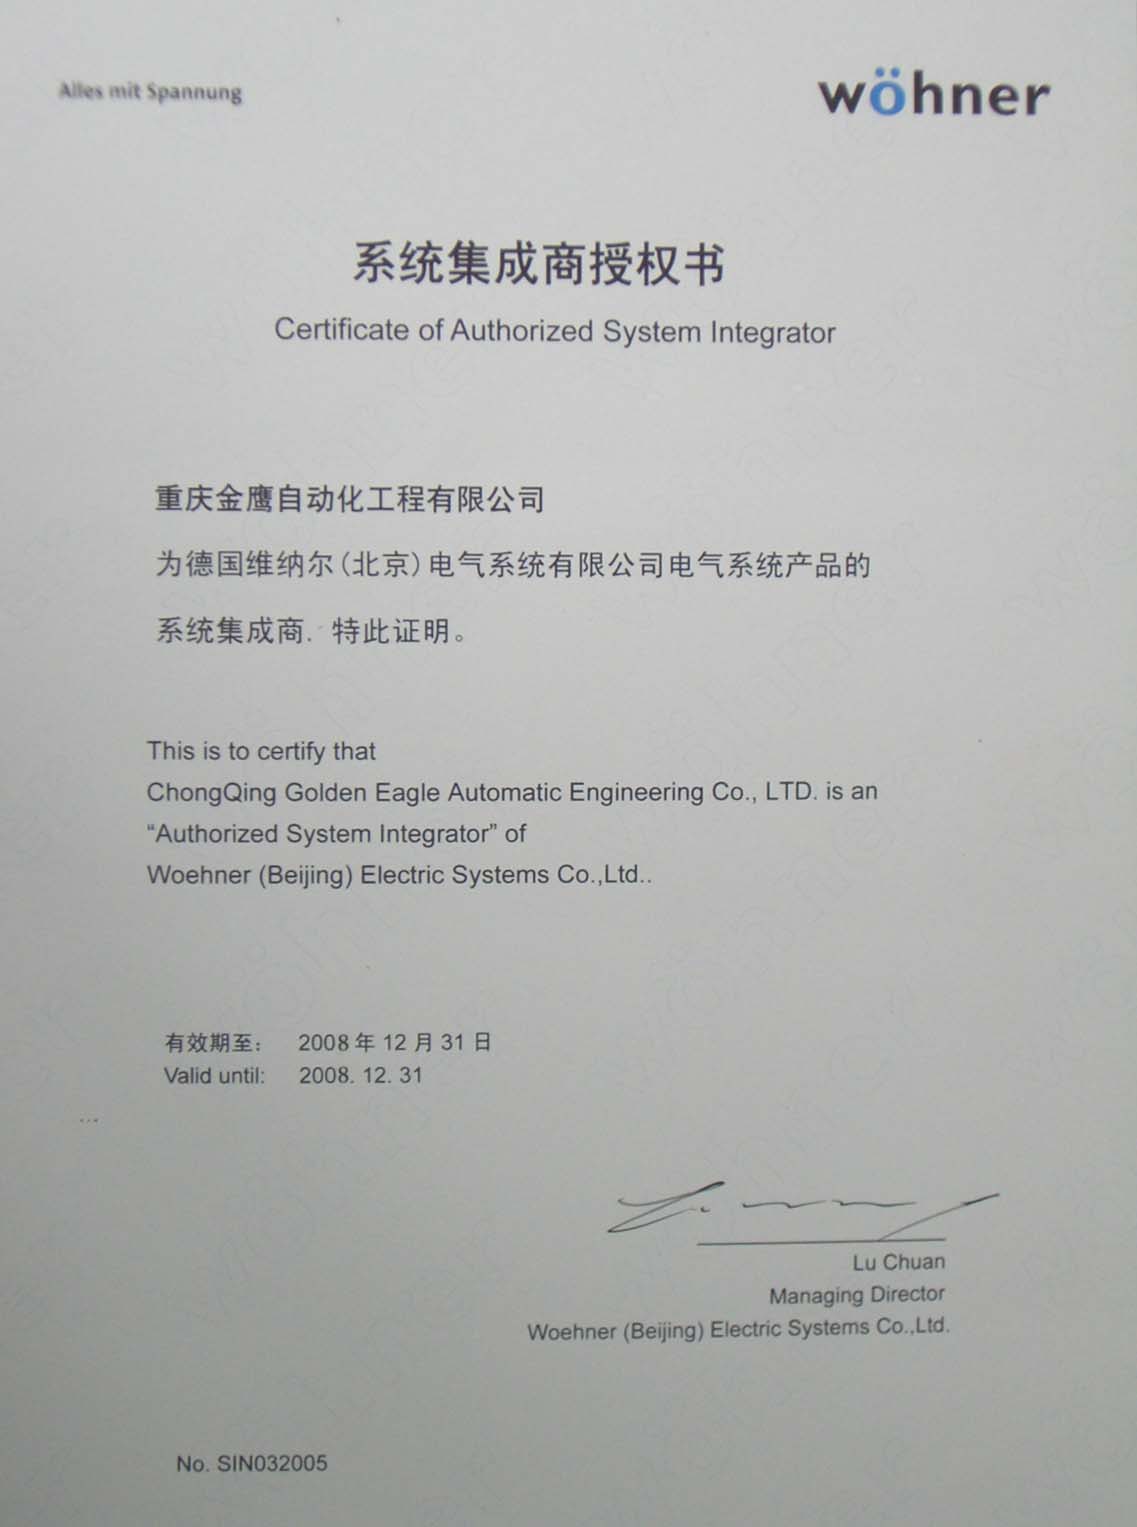 Alles mit Spannung
wöhner
系统集成商授权书
Certificate of Authorized System Integrator
重庆金鹰自动化工程有限公司
为德国维纳尔(北京)电气系统有限公司电气系统产品的
系统集成商. 特此证明。
This is to certify that
ChongQing Golden Eagle Automatic Engineering Co., LTD. is an
“Authorized System Integrator” of
Woehner (Beijing) Electric Systems Co.,Ltd..
有效期至: 2008年12月31日
Valid until: 2008. 12. 31
Lu Chuan
Managing Director
Woehner (Beijing) Electric Systems Co.,Ltd.
No. SIN032005